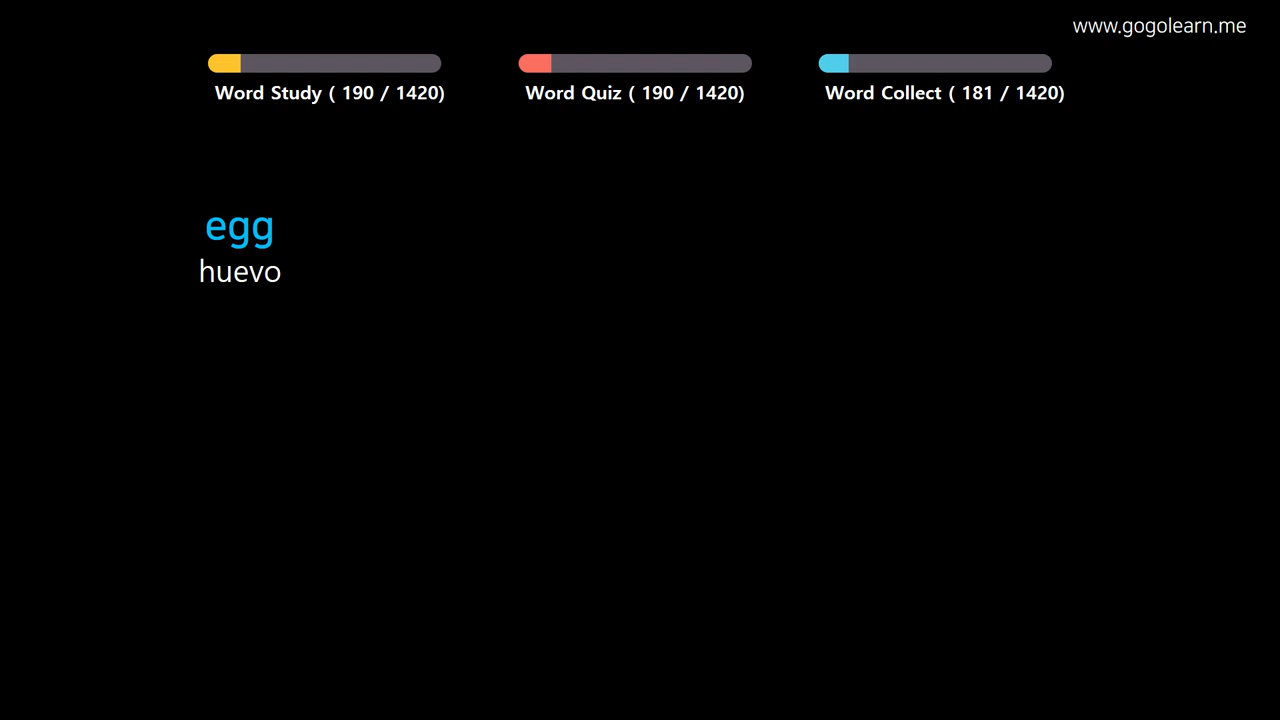 www.gogolearn.me
Word Study ( 190 / 1420)
Word Quiz ( 190 / 1420)
Word Collect ( 181 / 1420)
egg
huevo